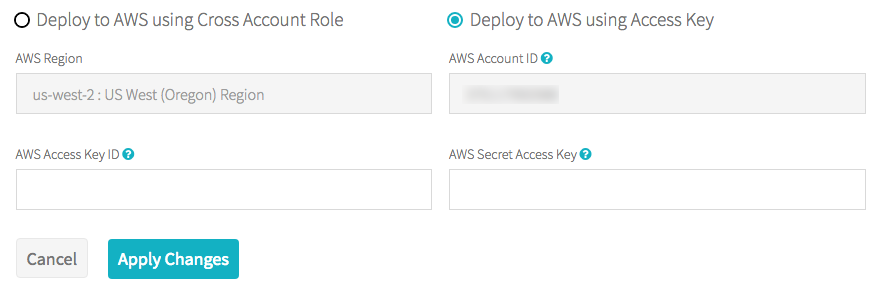 Deploy to AWS using Cross Account Role
Deploy to AWS using Access Key
AWS Region
AWS Account ID ?
us-west-2 : US West (Oregon) Region
AWS Access Key ID ?
AWS Secret Access Key ?
Cancel
Apply Changes